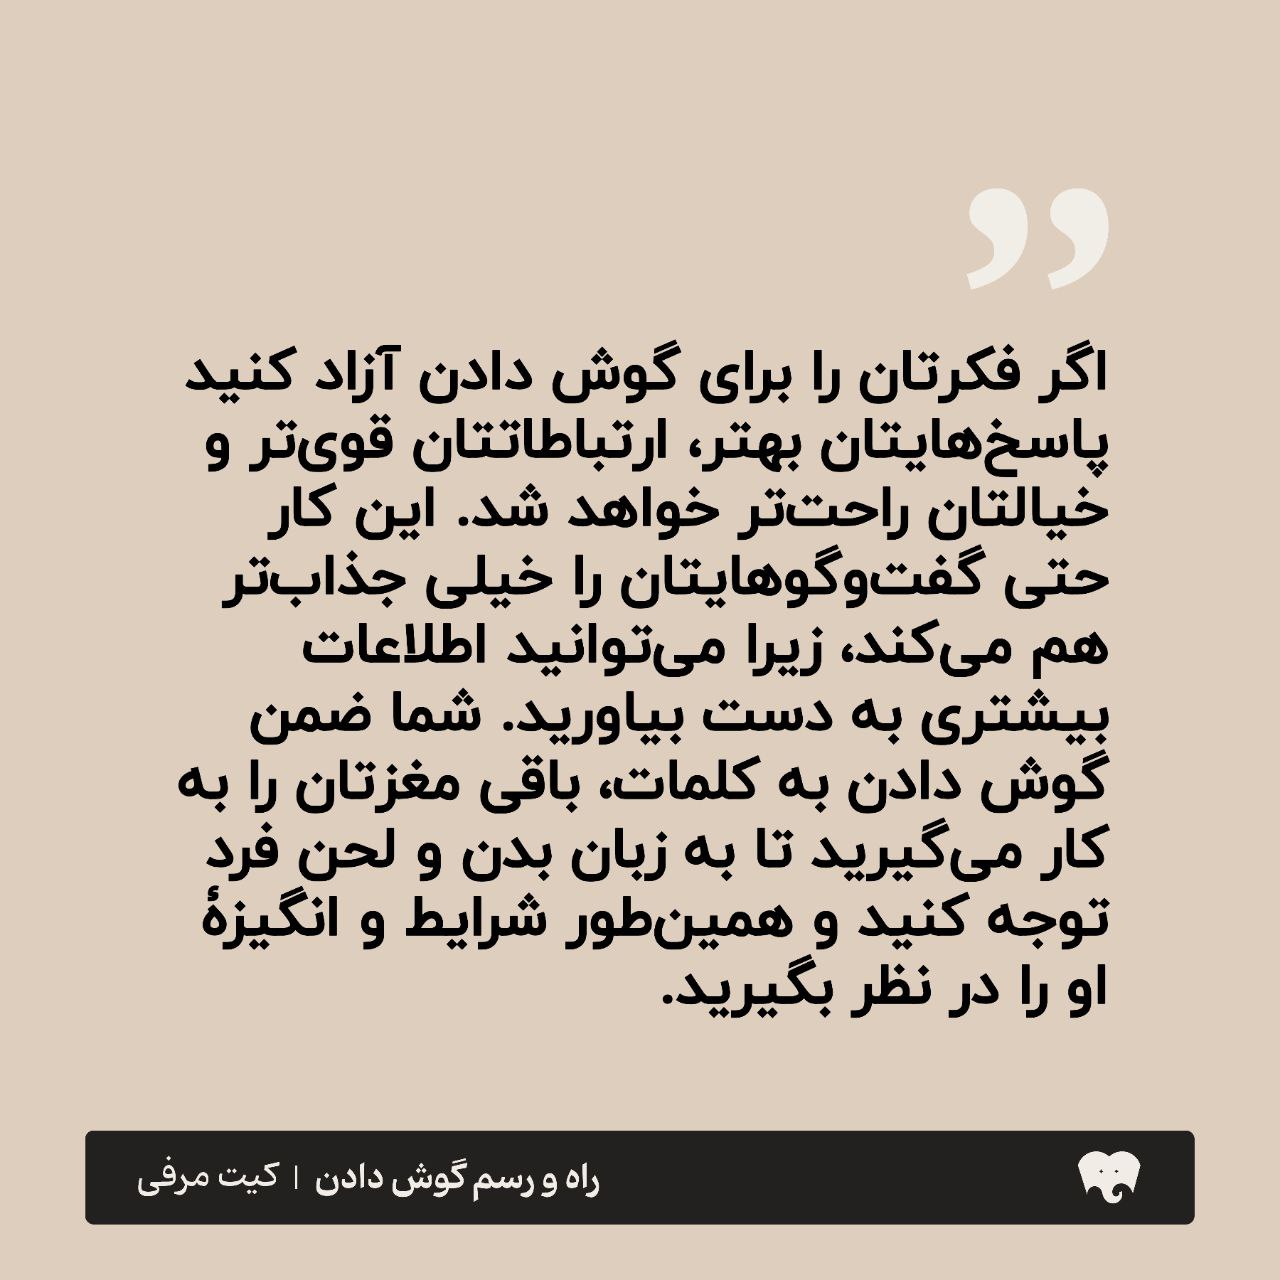 ”
اگر فکرتان را برای گوش دادن آزاد کنید
پاسخ‌هایتان بهتر، ارتباطاتتان قوی‌تر و
خیالتان راحت‌تر خواهد شد. این کار
حتی گفت‌وگوهایتان را خیلی جذاب‌تر
هم می‌کند، زیرا می‌توانید اطلاعات
بیشتری به دست بیاورید. شما ضمن
گوش دادن به کلمات، باقی مغزتان را به
کار می‌گیرید تا به زبان بدن و لحن فرد
توجه کنید و همین‌طور شرایط و انگیزهٔ
او را در نظر بگیرید.
راه و رسم گوش دادن | کیت مرفی